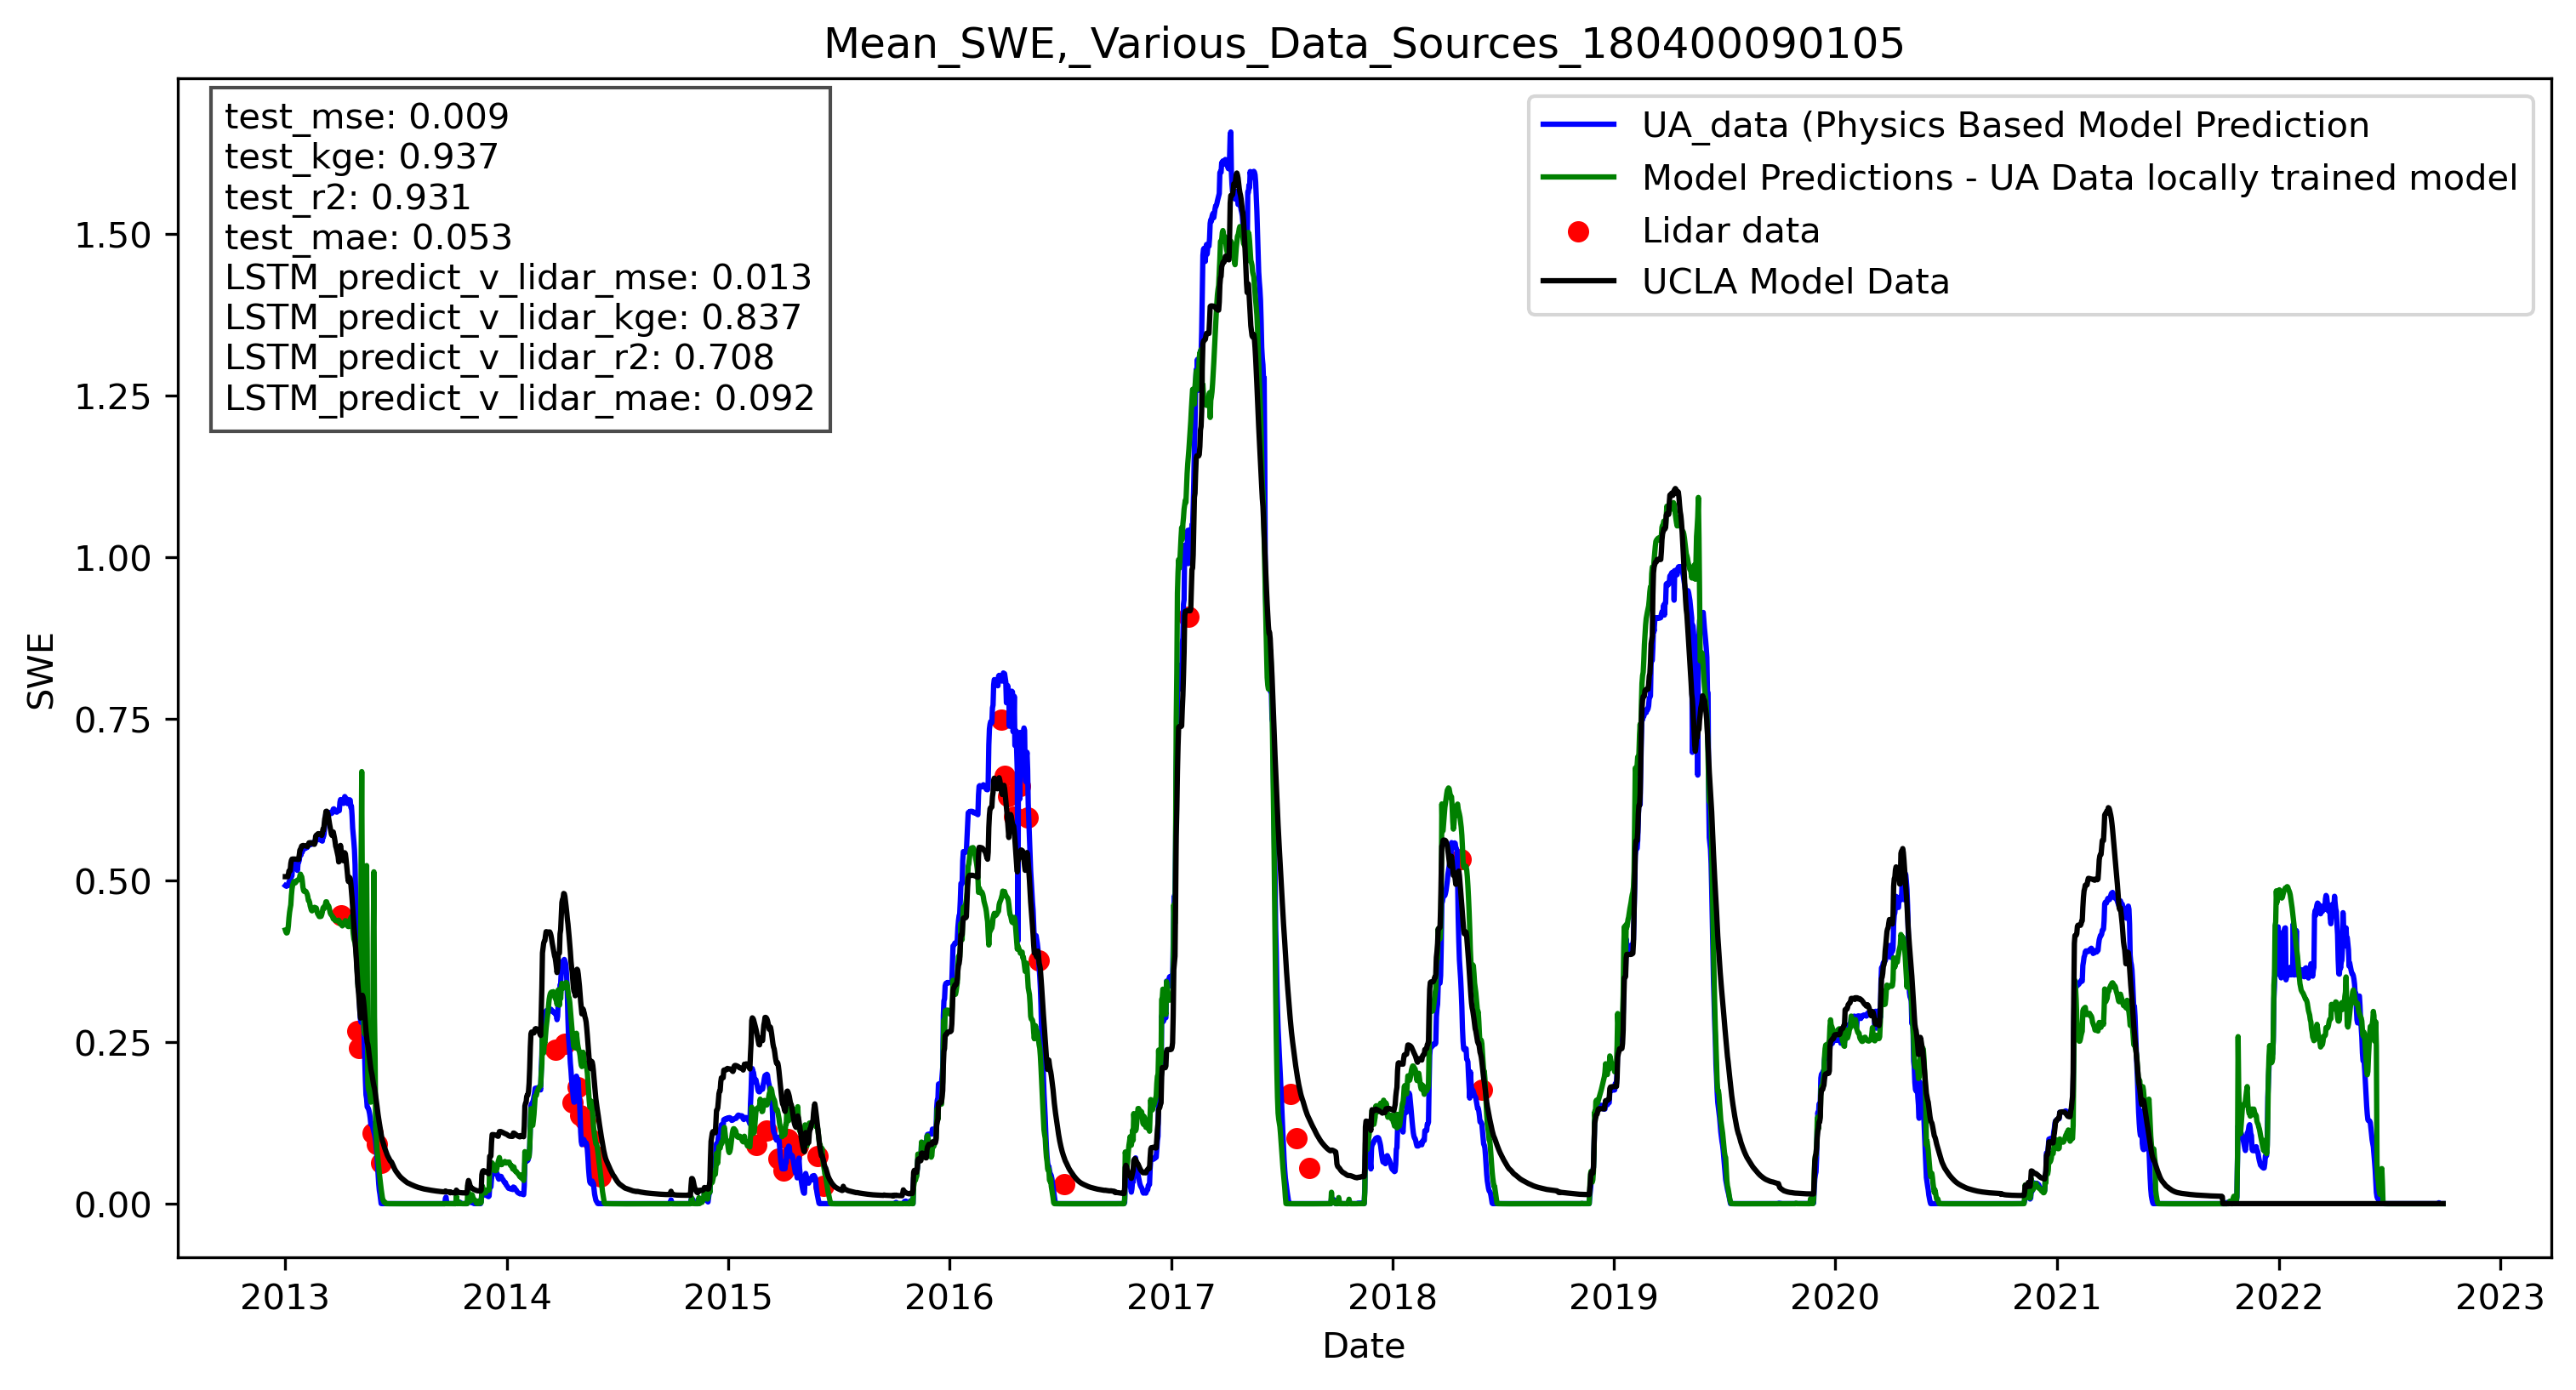 Mean_SWE,_Various_Data_Sources_180400090105
test_mse: 0.009
test_kge: 0.937
test_r2: 0.931
test_mae: 0.053
LSTM_predict_v_lidar_mse: 0.013
LSTM_predict_v_lidar_kge: 0.837
LSTM_predict_v_lidar_r2: 0.708
LSTM_predict_v_lidar_mae: 0.092
UA_data (Physics Based Model Prediction
Model Predictions - UA Data locally trained model
Lidar data
UCLA Model Data
SWE
1.50
1.25
1.00
0.75
0.50
0.25
0.00
2013 2014 2015 2016 2017 2018 2019 2020 2021 2022 2023
Date